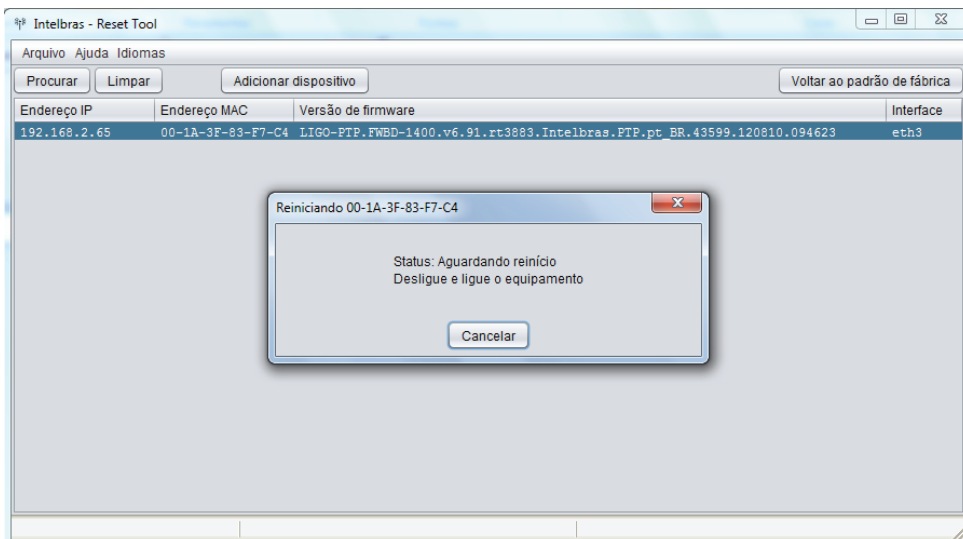 Intelbras - Reset Tool
Arquivo Ajuda Idiomas
Procurar Limpar Adicionar dispositivo Voltar ao padrão de fábrica
Endereço IP Endereço MAC Versão de firmware Interface
192.168.2.65 00-1A-3F-83-F7-C4 LIGO-PTP.FWBD-1400.v6.91.rt3883.Intelbras.PTP.pt_BR.43599.120810.094623 eth3
Reiniciando 00-1A-3F-83-F7-C4
Status: Aguardando reinício
Desligue e ligue o equipamento
Cancelar